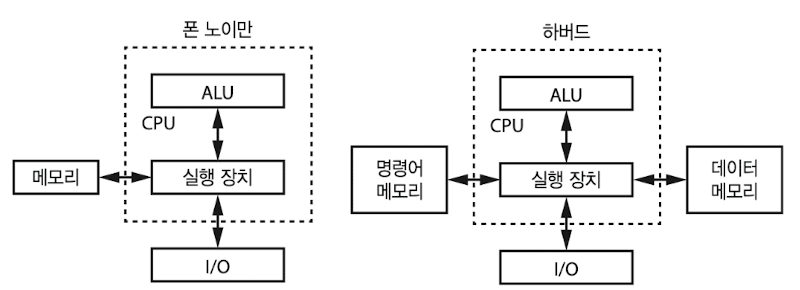 폰 노이만
ALU
CPU
메모리
실행 장치
I/O
하버드
ALU
CPU
명령어
메모리
실행 장치
데이터
메모리
I/O